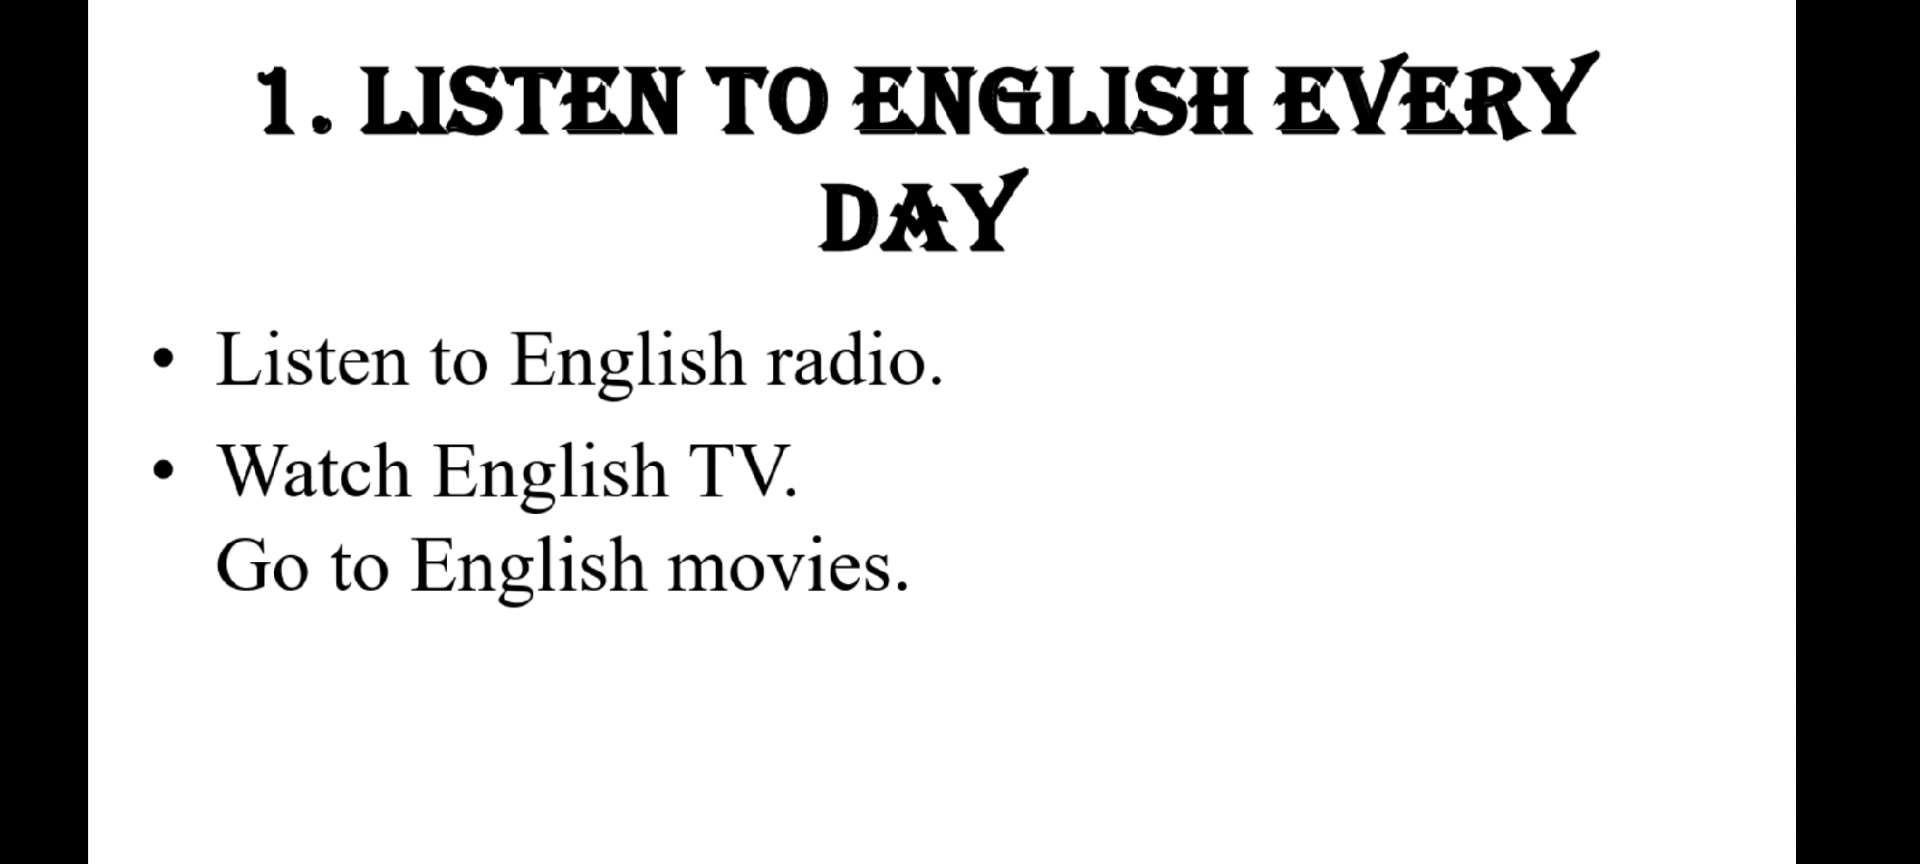 1. LISTEN TO ENGLISH EVERY
DAY
• Listen to English radio.
• Watch English TV.
Go to English movies.